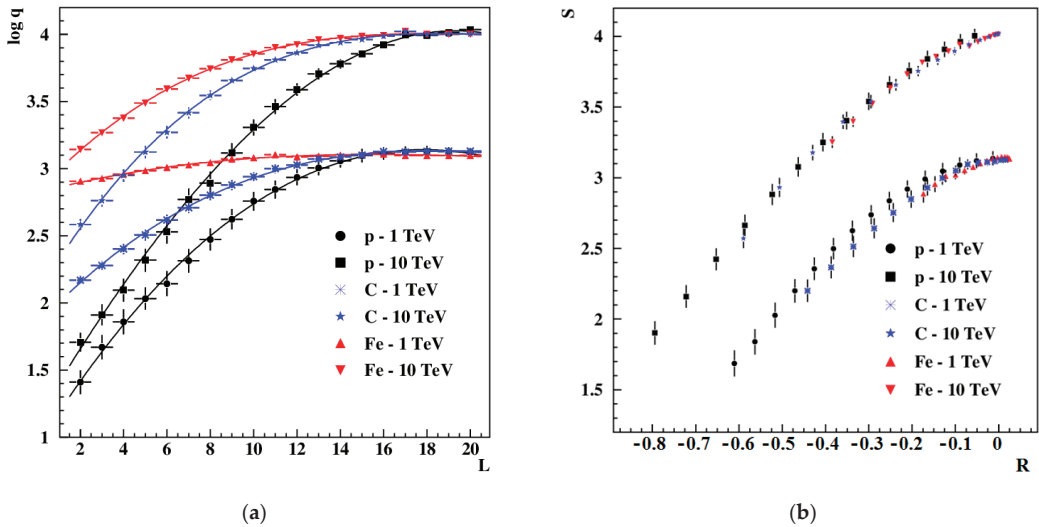 log q
4
3.5
3
2.5
2
1.5
1
p - 1 TeV
p - 10 TeV
C - 1 TeV
C - 10 TeV
Fe - 1 TeV
Fe - 10 TeV
2 4 6 8 10 12 14 16 18 20
L
(a)
S
4
3.5
3
2.5
2
1.5
p - 1 TeV
p - 10 TeV
C - 1 TeV
C - 10 TeV
Fe - 1 TeV
Fe - 10 TeV
-0.8 -0.7 -0.6 -0.5 -0.4 -0.3 -0.2 -0.1 0
R
(b)